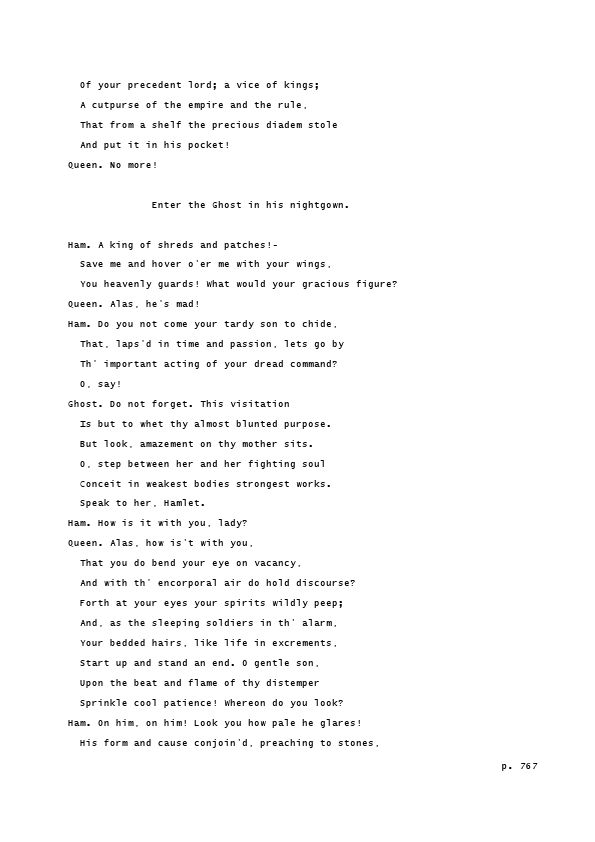 Of your precedent lord; a vice of kings;
A cutpurse of the empire and the rule,
That from a shelf the precious diadem stole
And put it in his pocket!
Queen. No more!
Enter the Ghost in his nightgown.
Ham. A king of shreds and patches!-
Save me and hover o'er me with your wings,
You heavenly guards! What would your gracious figure?
Queen. Alas, he's mad!
Ham. Do you not come your tardy son to chide,
That, laps'd in time and passion, lets go by
Th' important acting of your dread command?
O, say!
Ghost. Do not forget. This visitation
Is but to whet thy almost blunted purpose.
But look, amazement on thy mother sits.
O, step between her and her fighting soul
Conceit in weakest bodies strongest works.
Speak to her, Hamlet.
Ham. How is it with you, lady?
Queen. Alas, how is't with you,
That you do bend your eye on vacancy,
And with th' encorporal air do hold discourse?
Forth at your eyes your spirits wildly peep;
And, as the sleeping soldiers in th' alarm,
Your bedded hairs, like life in excrements,
Start up and stand an end. O gentle son,
Upon the beat and flame of thy distemper
Sprinkle cool patience! Whereon do you look?
Ham. On him, on him! Look you how pale he glares!
His form and cause conjoin'd, preaching to stones,
p. 767